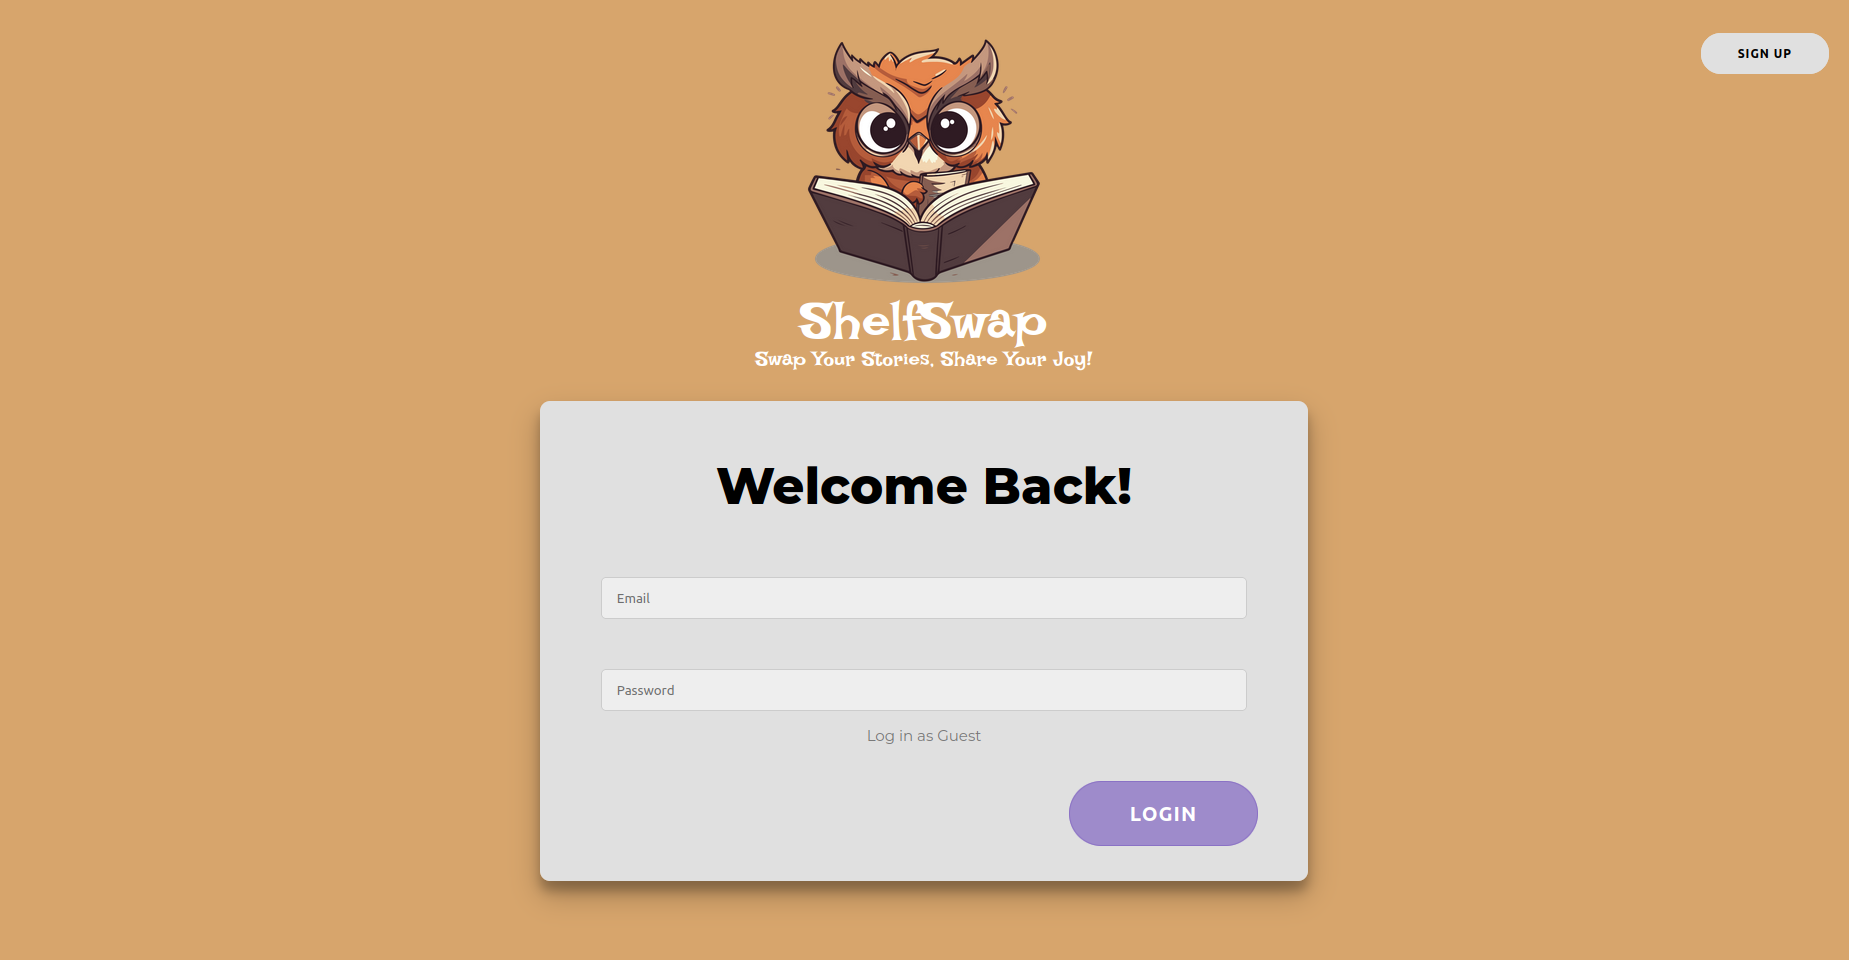 SIGN UP
ShelfSwap
Swap Your Stories, Share Your Joy!
Welcome Back!
Email
Password
Log in as Guest
LOGIN